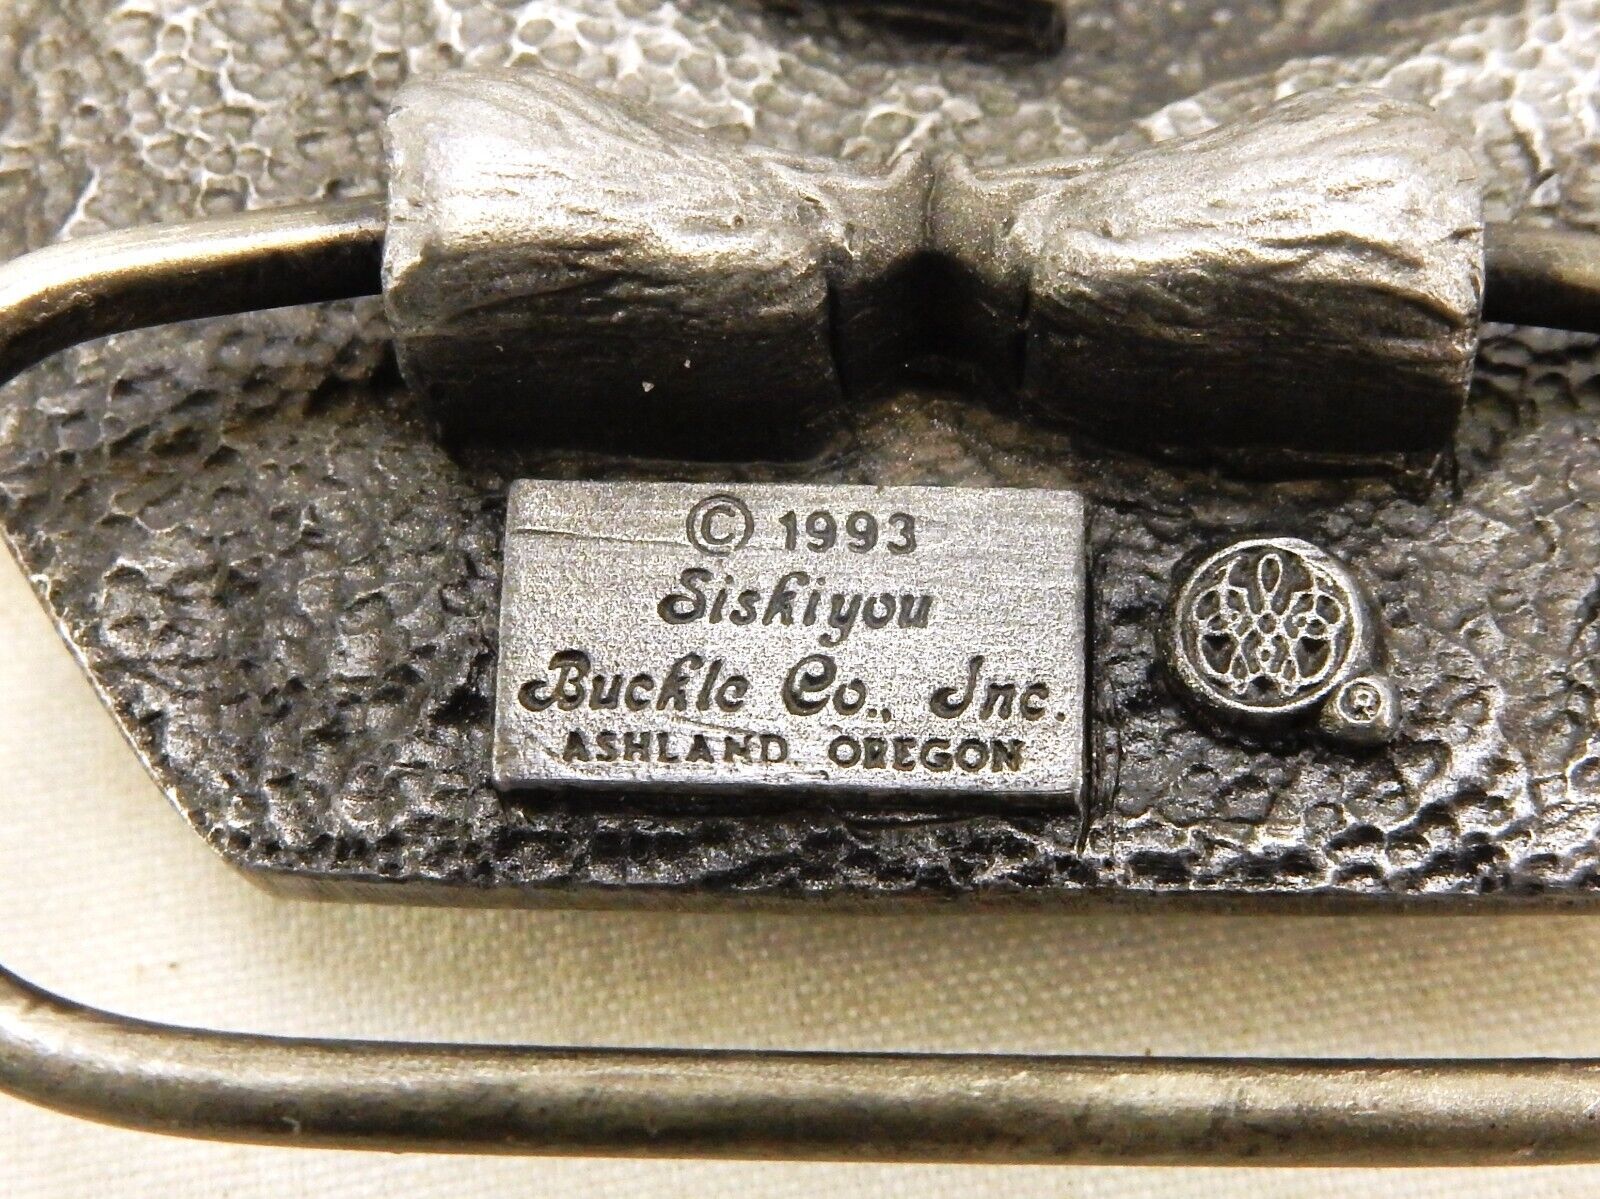 © 1993
Siskiyou
Buckle Co., Inc.
ASHLAND, OREGON
®